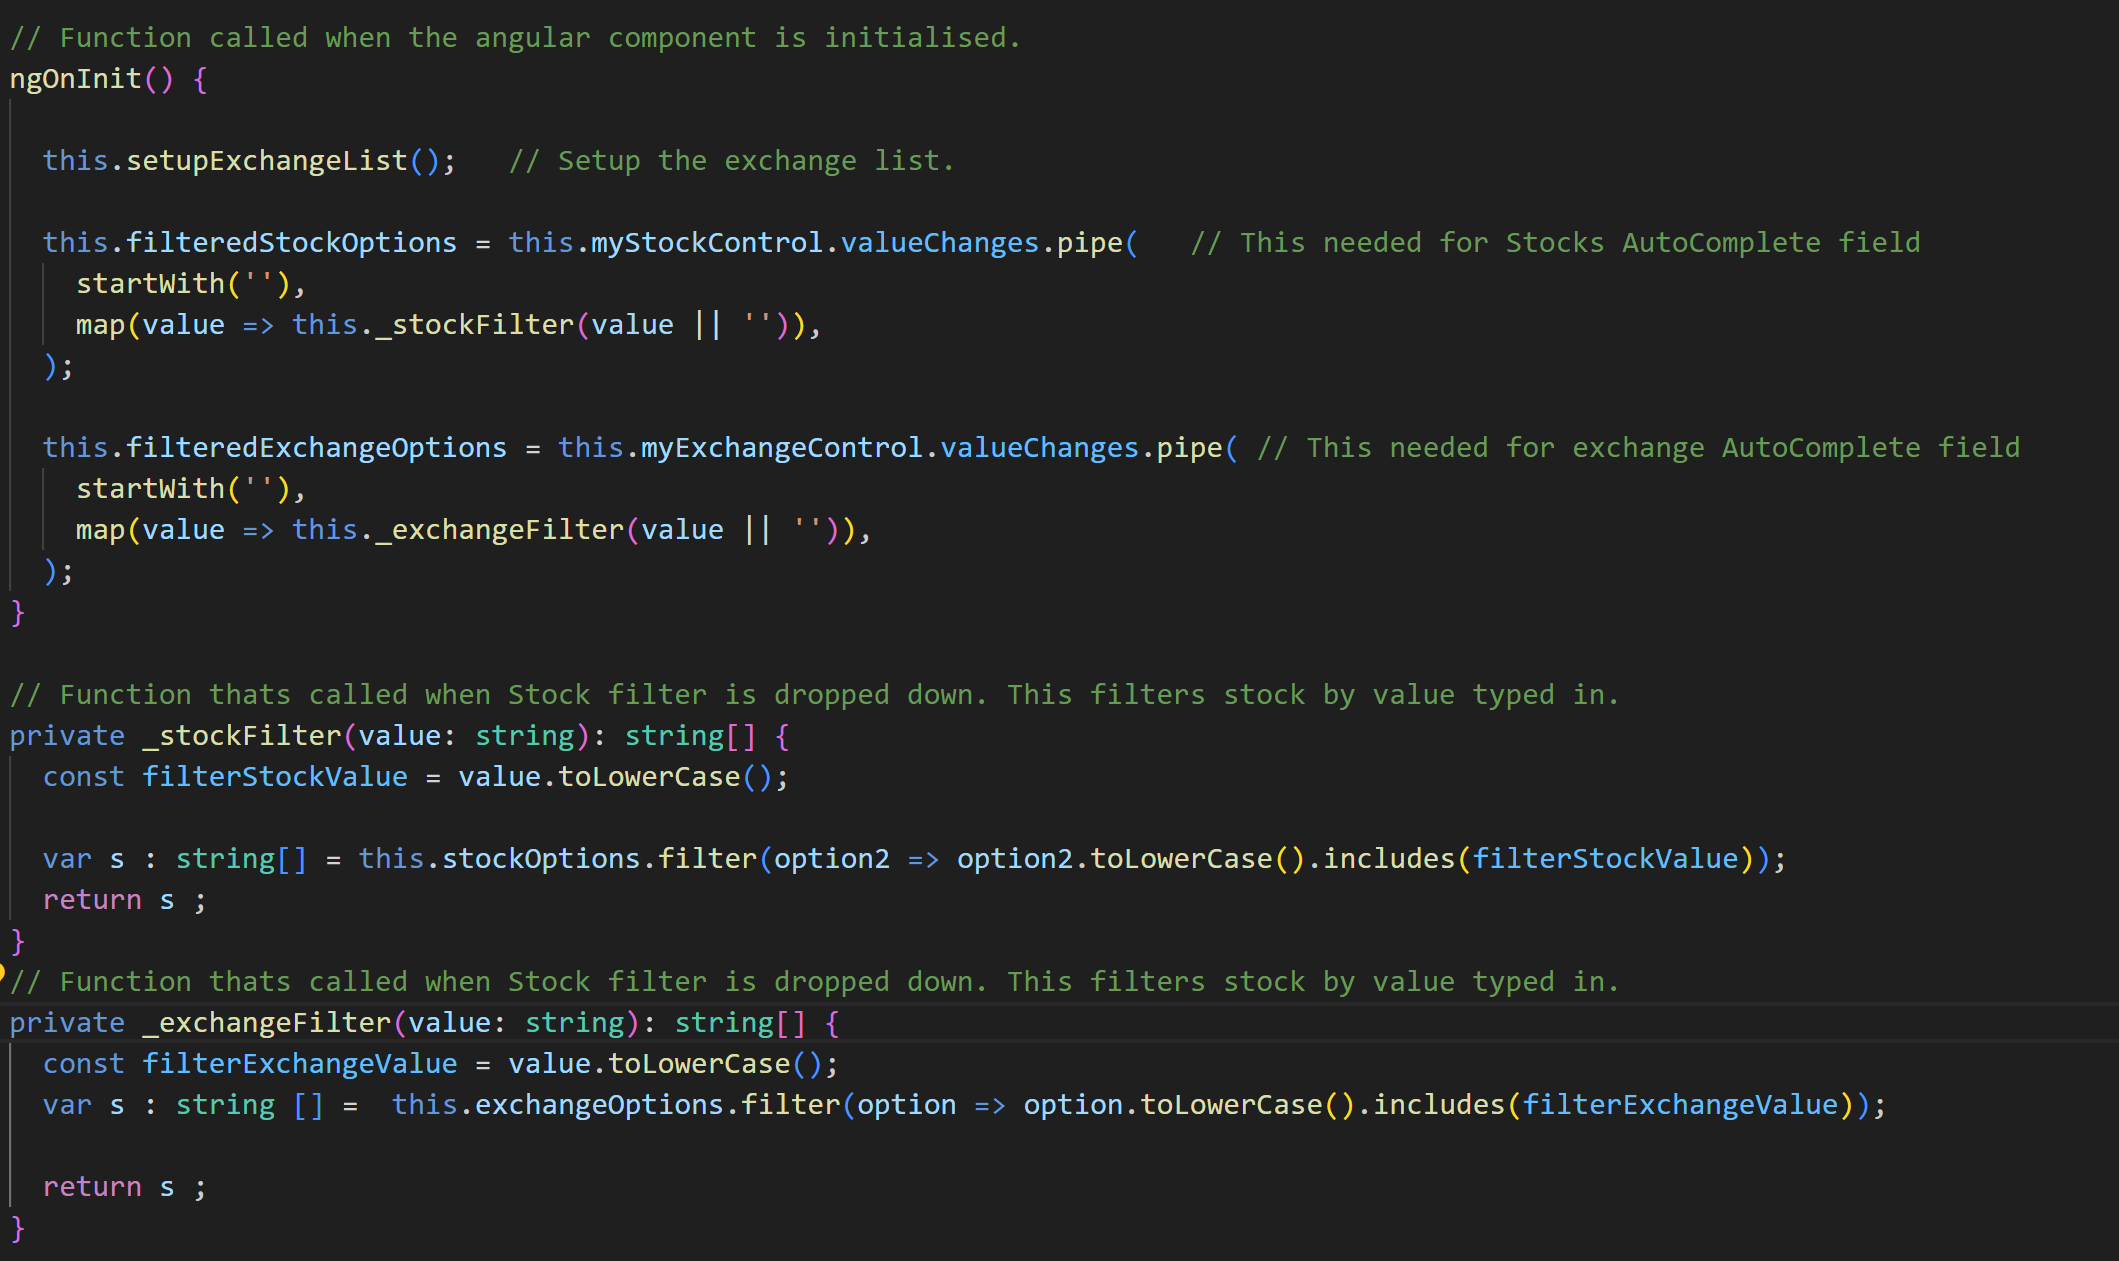 // Function called when the angular component is initialised.
ngOnInit() {
this.setupExchangeList();   // Setup the exchange list.
this.filteredStockOptions = this.myStockControl.valueChanges.pipe(   // This needed for Stocks AutoComplete field
startWith(''),
map(value => this._stockFilter(value || '')),
);
this.filteredExchangeOptions = this.myExchangeControl.valueChanges.pipe( // This needed for exchange AutoComplete field
startWith(''),
map(value => this._exchangeFilter(value || '')),
);
}
// Function thats called when Stock filter is dropped down. This filters stock by value typed in.
private _stockFilter(value: string): string[] {
const filterStockValue = value.toLowerCase();
var s : string[] = this.stockOptions.filter(option2 => option2.toLowerCase().includes(filterStockValue));
return s ;
}
// Function thats called when Stock filter is dropped down. This filters stock by value typed in.
private _exchangeFilter(value: string): string[] {
const filterExchangeValue = value.toLowerCase();
var s : string [] =  this.exchangeOptions.filter(option => option.toLowerCase().includes(filterExchangeValue));
return s ;
}